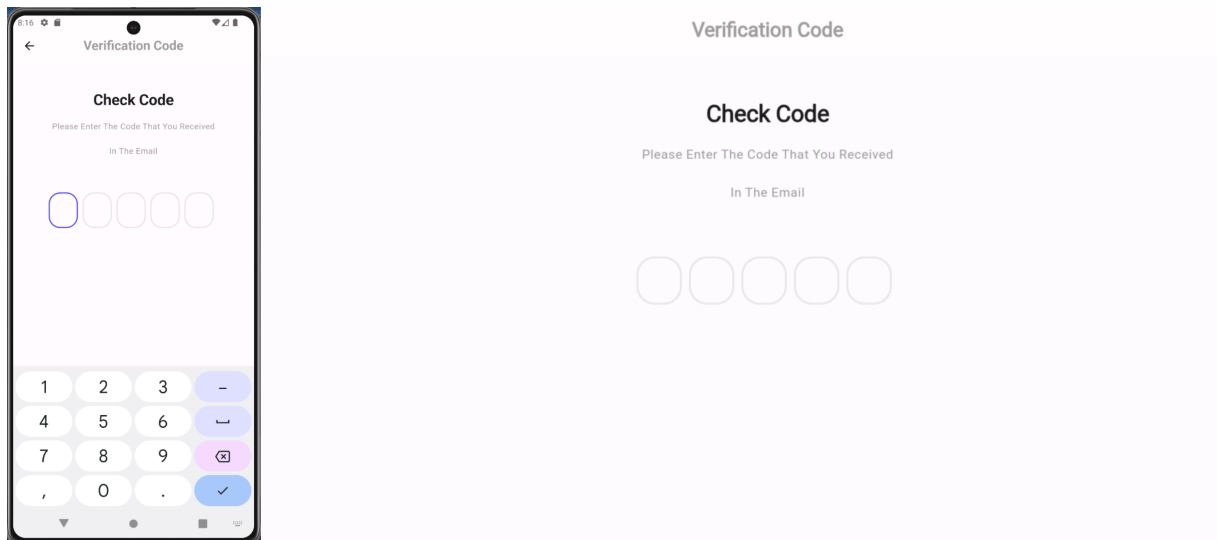 8:16
Verification Code
Check Code
Please Enter The Code That You Received
In The Email
1 2 3 –
4 5 6
7 8 9
, 0 .
Verification Code
Check Code
Please Enter The Code That You Received
In The Email